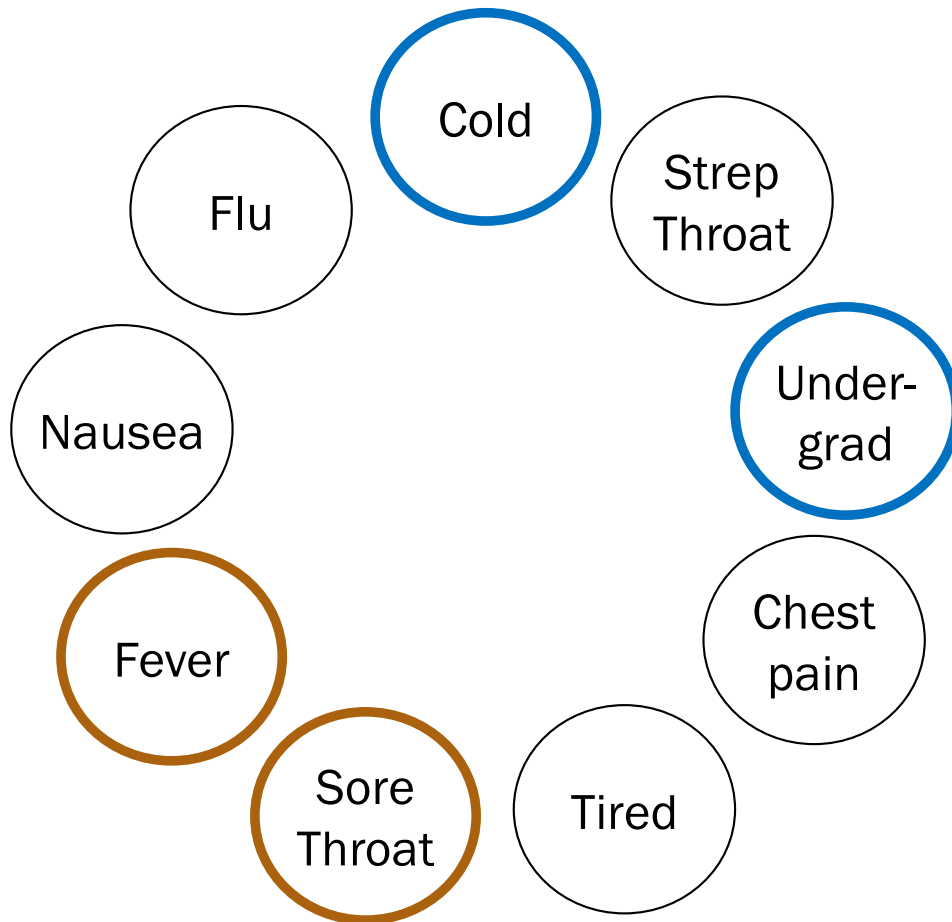 Cold
Strep
Throat
Under-
grad
Chest
pain
Tired
Sore
Throat
Fever
Nausea
Flu